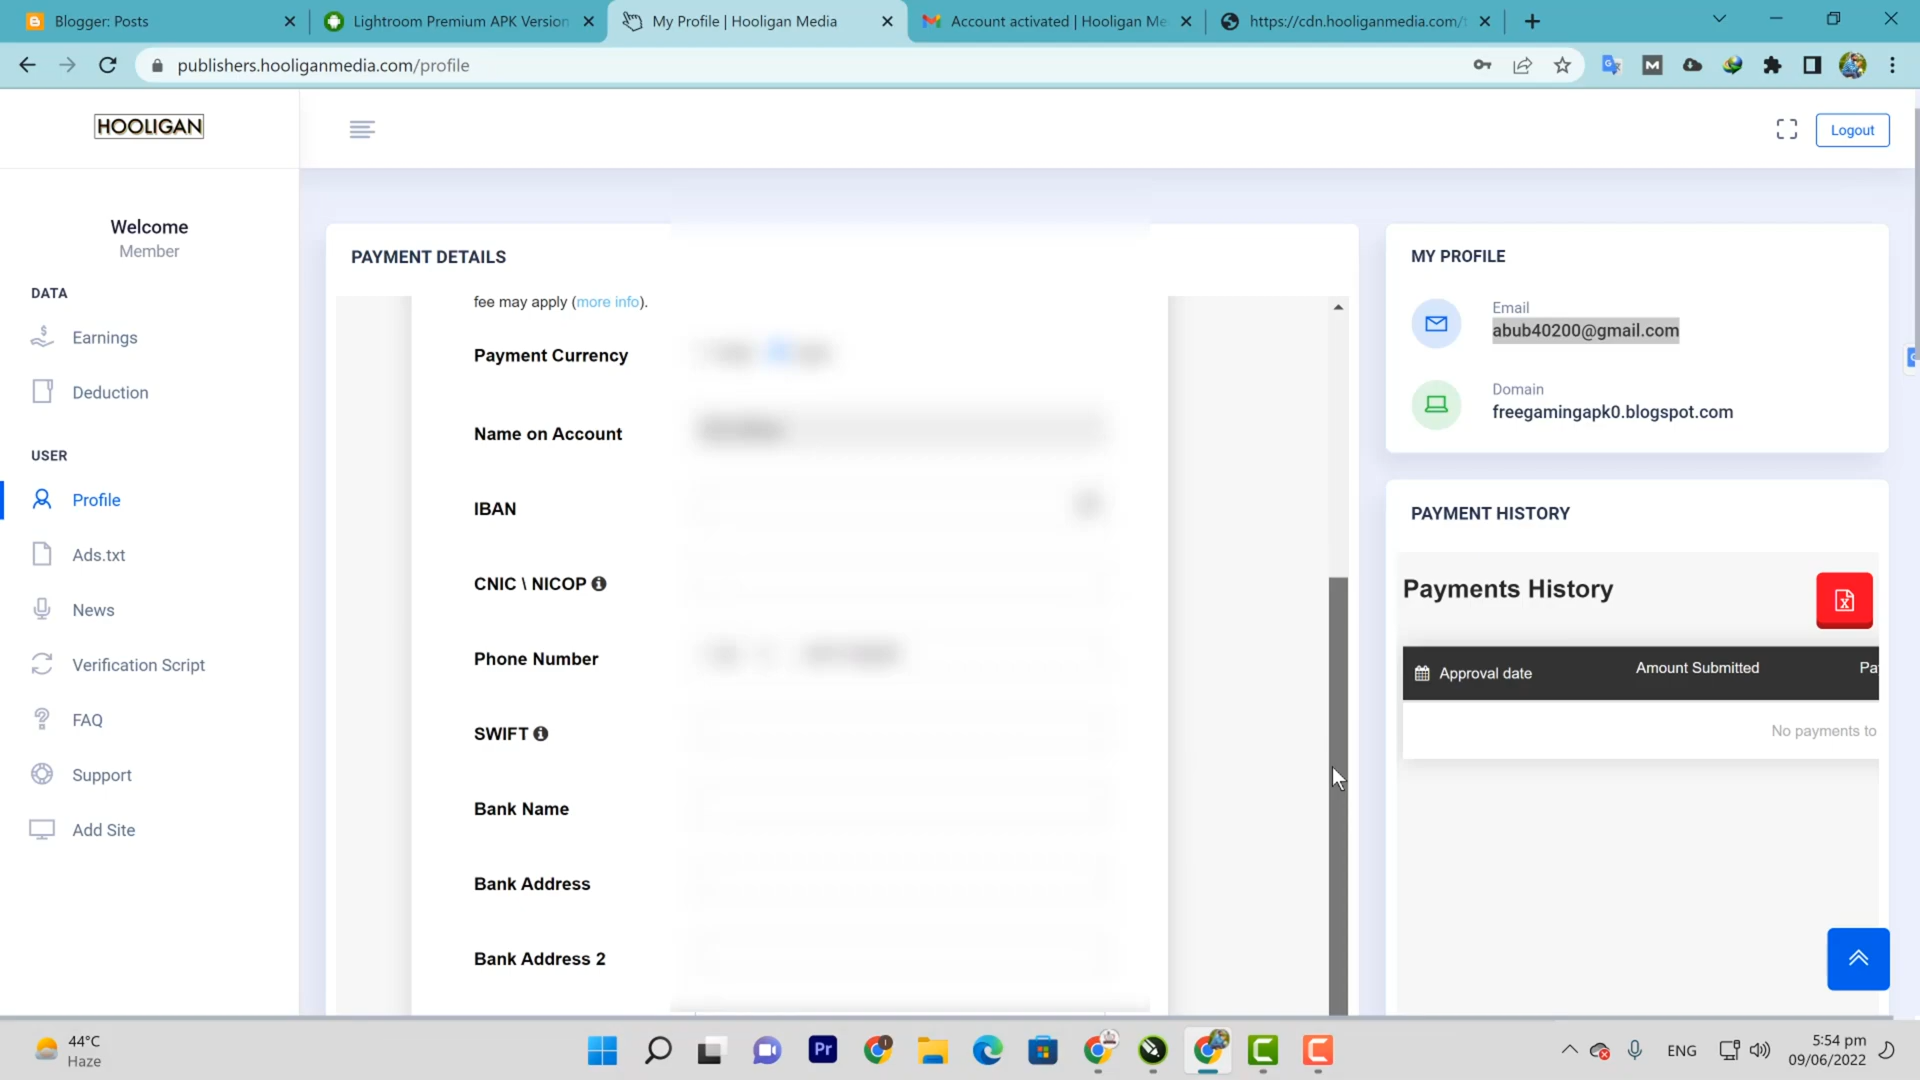 Blogger: Posts
Lightroom Premium APK Version
My Profile | Hooligan Media
Account activated | Hooligan Me
https://cdn.hooliganmedia.com/
publishers.hooliganmedia.com/profile
HOOLIGAN
Logout
Welcome
Member
DATA
Earnings
Deduction
USER
Profile
Ads.txt
News
Verification Script
FAQ
Support
Add Site
PAYMENT DETAILS
fee may apply (more info).
Payment Currency
Name on Account
IBAN
CNIC \ NICOP
Phone Number
SWIFT
Bank Name
Bank Address
Bank Address 2
MY PROFILE
Email
abub40200@gmail.com
Domain
freegamingapk0.blogspot.com
PAYMENT HISTORY
Payments History
Approval date Amount Submitted Pa
No payments to
44°C
Haze
Pr
ENG
5:54 pm
09/06/2022